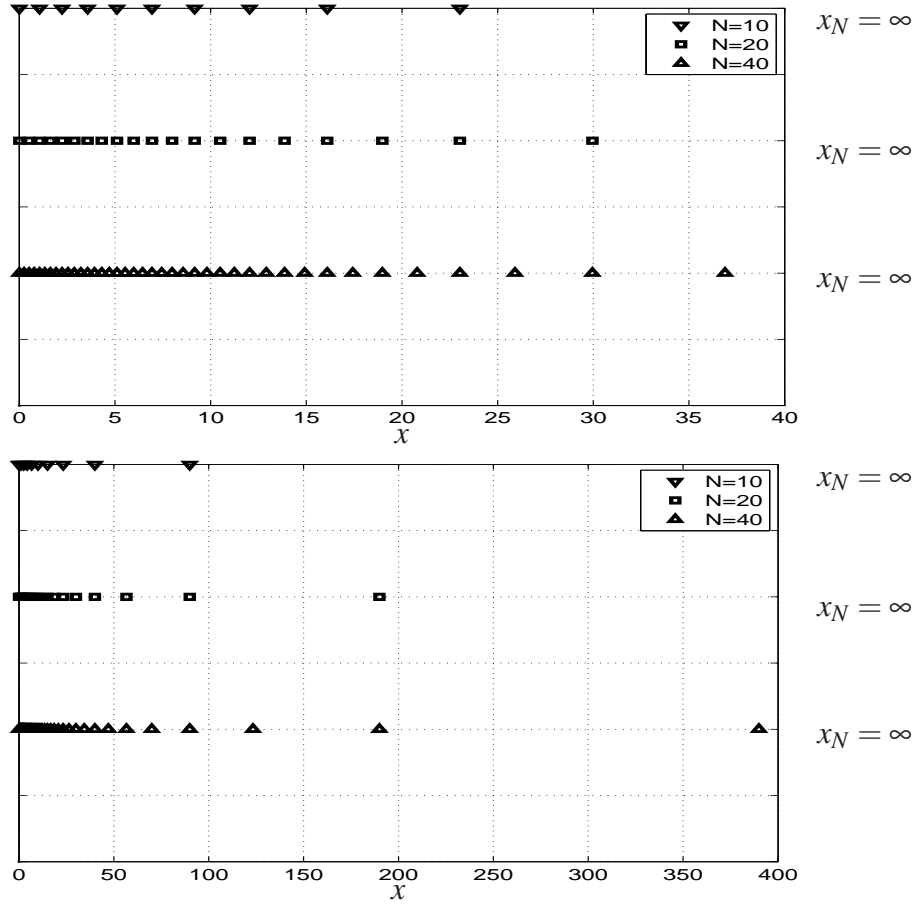 N=10
N=20
N=40
x_N = ∞
x_N = ∞
x_N = ∞
0 5 10 15 20 25 30 35 40
x
N=10
N=20
N=40
x_N = ∞
x_N = ∞
x_N = ∞
0 50 100 150 200 250 300 350 400
x